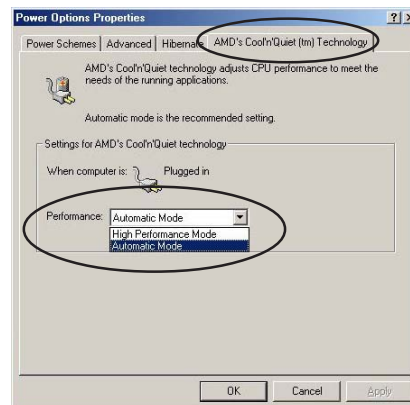 Power Options Properties
Power Schemes Advanced Hibernate AMD's Cool'n'Quiet (tm) Technology
AMD's Cool'n'Quiet technology adjusts CPU performance to meet the
needs of the running applications.
Automatic mode is the recommended setting.
Settings for AMD's Cool'n'Quiet technology
When computer is: Plugged in
Performance: Automatic Mode
High Performance Mode
Automatic Mode
OK Cancel Apply